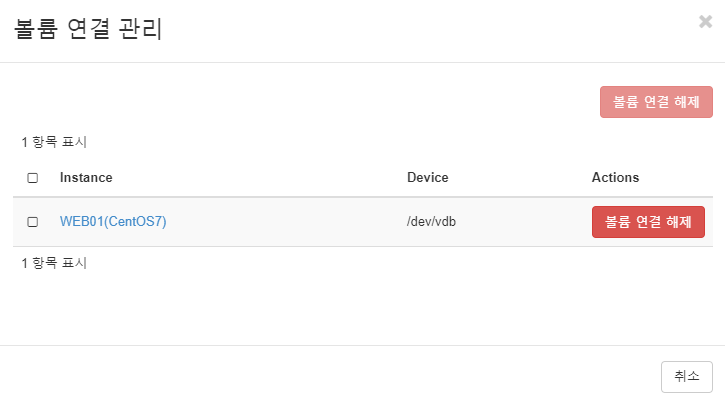 볼륨 연결 관리
×
볼륨 연결 해제
1 항목 표시
Instance Device Actions
WEB01(CentOS7) /dev/vdb 볼륨 연결 해제
1 항목 표시
취소